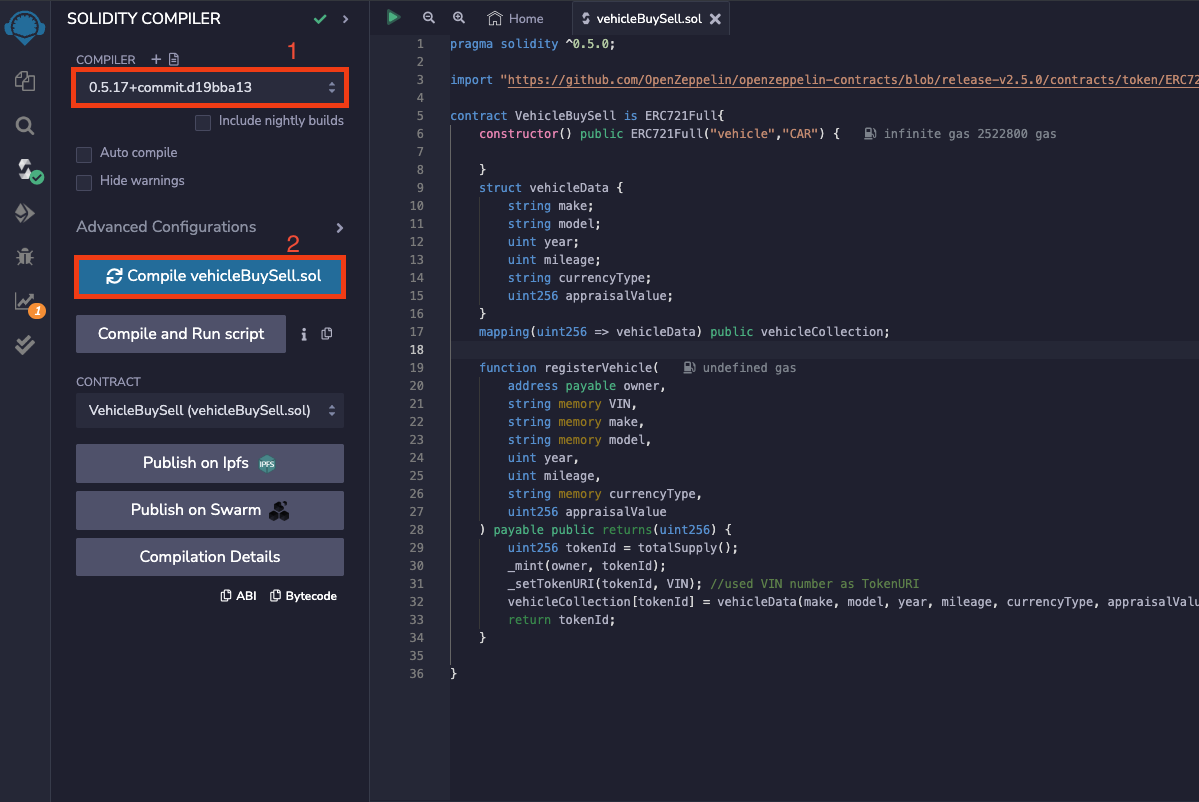 SOLIDITY COMPILER
COMPILER
1
0.5.17+commit.d19bba13
Include nightly builds
Auto compile
Hide warnings
Advanced Configurations
2
Compile vehicleBuySell.sol
Compile and Run script
i
CONTRACT
VehicleBuySell (vehicleBuySell.sol)
Publish on Ipfs IPFS
Publish on Swarm
Compilation Details
ABI Bytecode
1
Home vehicleBuySell.sol
1 pragma solidity ^0.5.0;
2
3 import "https://github.com/OpenZeppelin/openzeppelin-contracts/blob/release-v2.5.0/contracts/token/ERC72
4
5 contract VehicleBuySell is ERC721Full{
6 constructor() public ERC721Full("vehicle","CAR") { infinite gas 2522800 gas
7
8 }
9 struct vehicleData {
10 string make;
11 string model;
12 uint year;
13 uint mileage;
14 string currencyType;
15 uint256 appraisalValue;
16 }
17 mapping(uint256 => vehicleData) public vehicleCollection;
18
19 function registerVehicle( undefined gas
20 address payable owner,
21 string memory VIN,
22 string memory make,
23 string memory model,
24 uint year,
25 uint mileage,
26 string memory currencyType,
27 uint256 appraisalValue
28 ) payable public returns(uint256) {
29 uint256 tokenId = totalSupply();
30 _mint(owner, tokenId);
31 _setTokenURI(tokenId, VIN); //used VIN number as TokenURI
32 vehicleCollection[tokenId] = vehicleData(make, model, year, mileage, currencyType, appraisalValu
33 return tokenId;
34 }
35
36 }